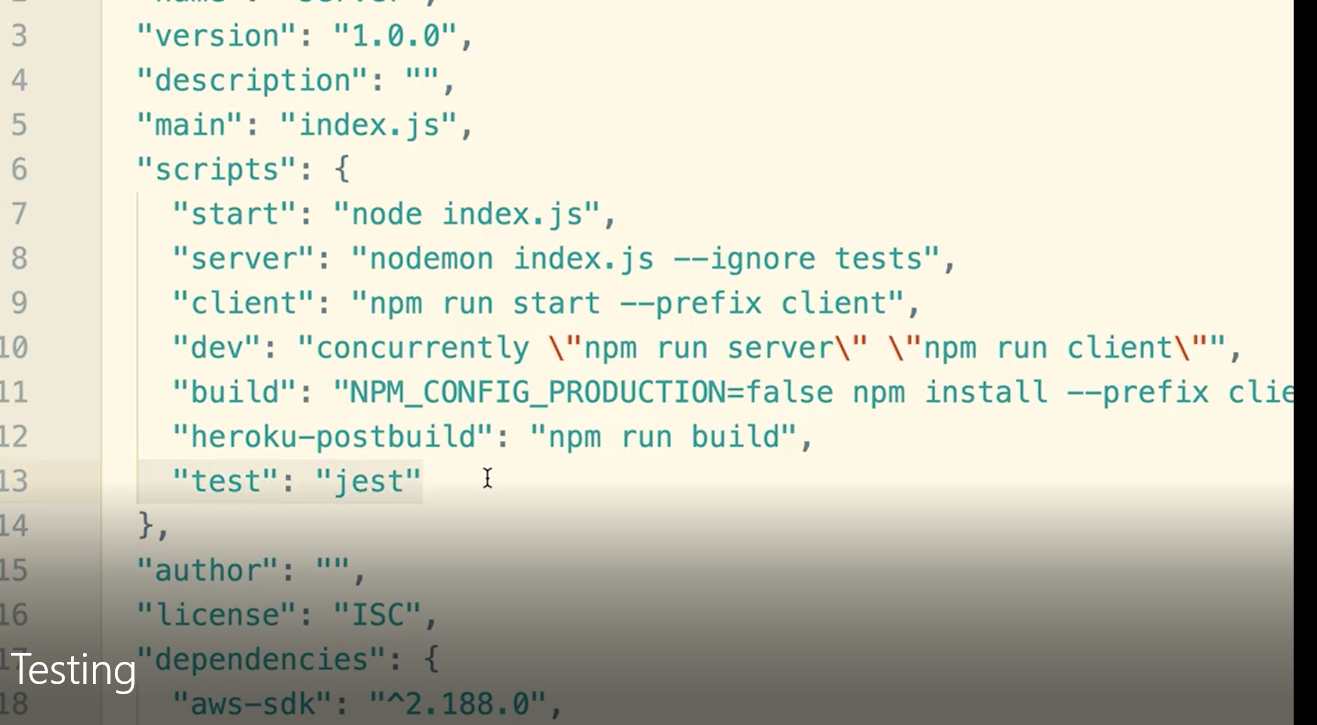 2 "name": "server",
3 "version": "1.0.0",
4 "description": "",
5 "main": "index.js",
6 "scripts": {
7 "start": "node index.js",
8 "server": "nodemon index.js --ignore tests",
9 "client": "npm run start --prefix client",
10 "dev": "concurrently \"npm run server\" \"npm run client\"",
11 "build": "NPM_CONFIG_PRODUCTION=false npm install --prefix clie
12 "heroku-postbuild": "npm run build",
13 "test": "jest"
14 },
15 "author": "",
16 "license": "ISC",
17 "dependencies": {
Testing
18 "aws-sdk": "^2.188.0",